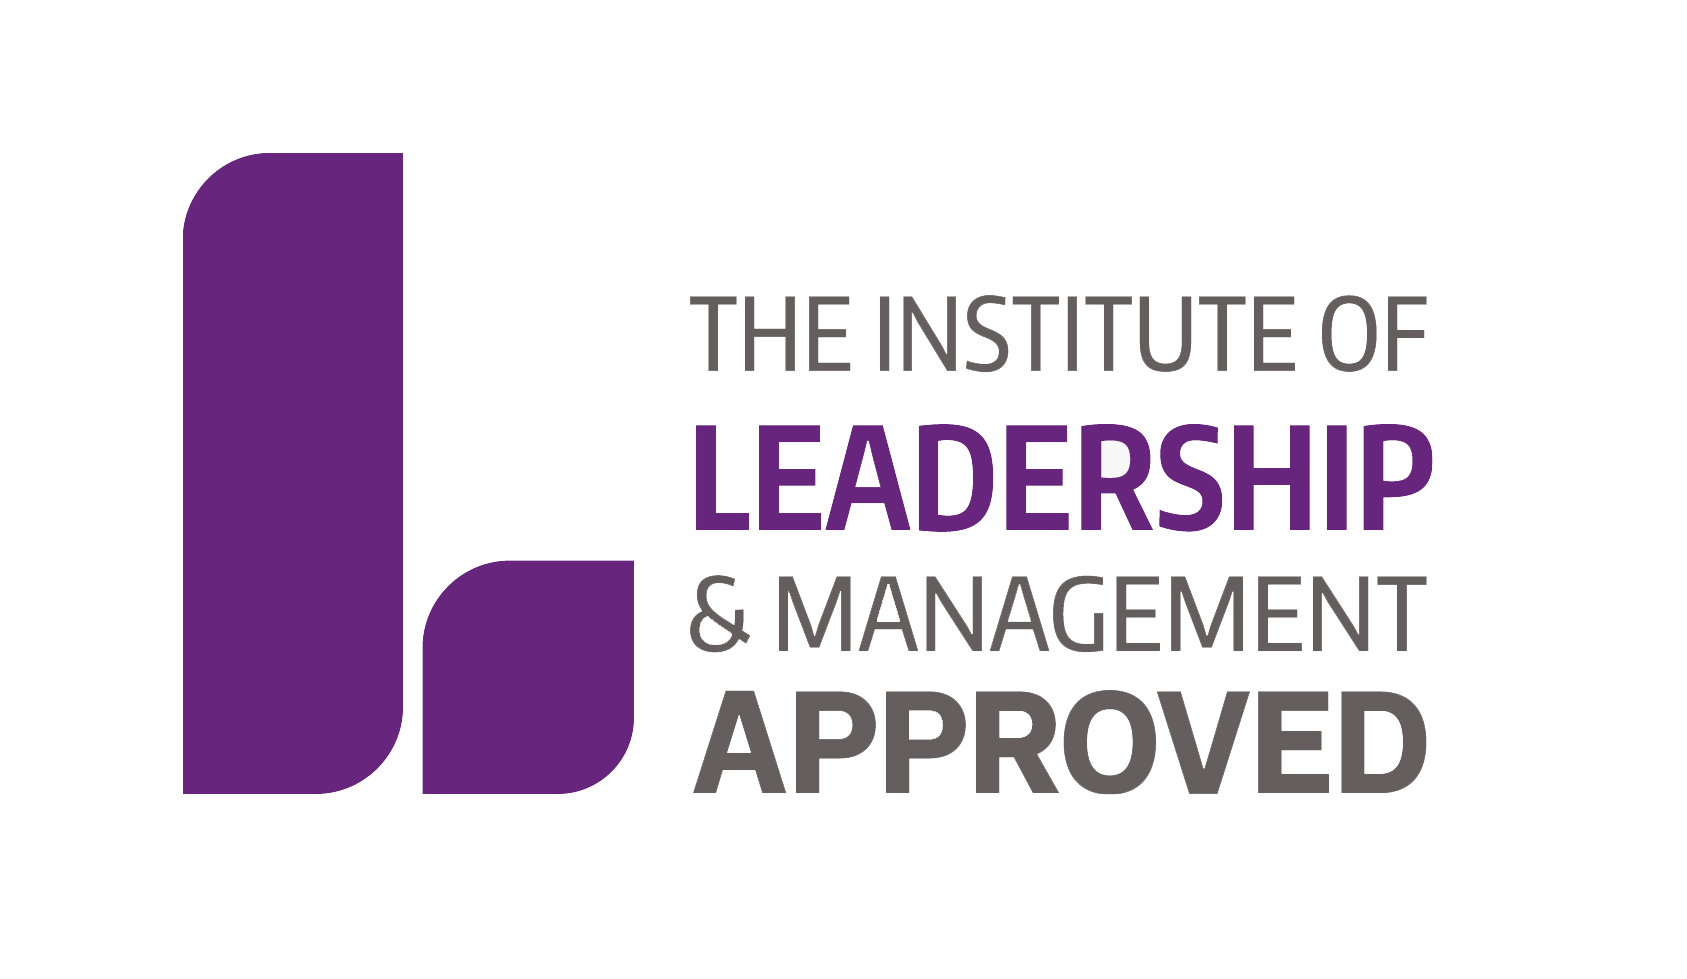 THE INSTITUTE OF
LEADERSHIP
& MANAGEMENT
APPROVED